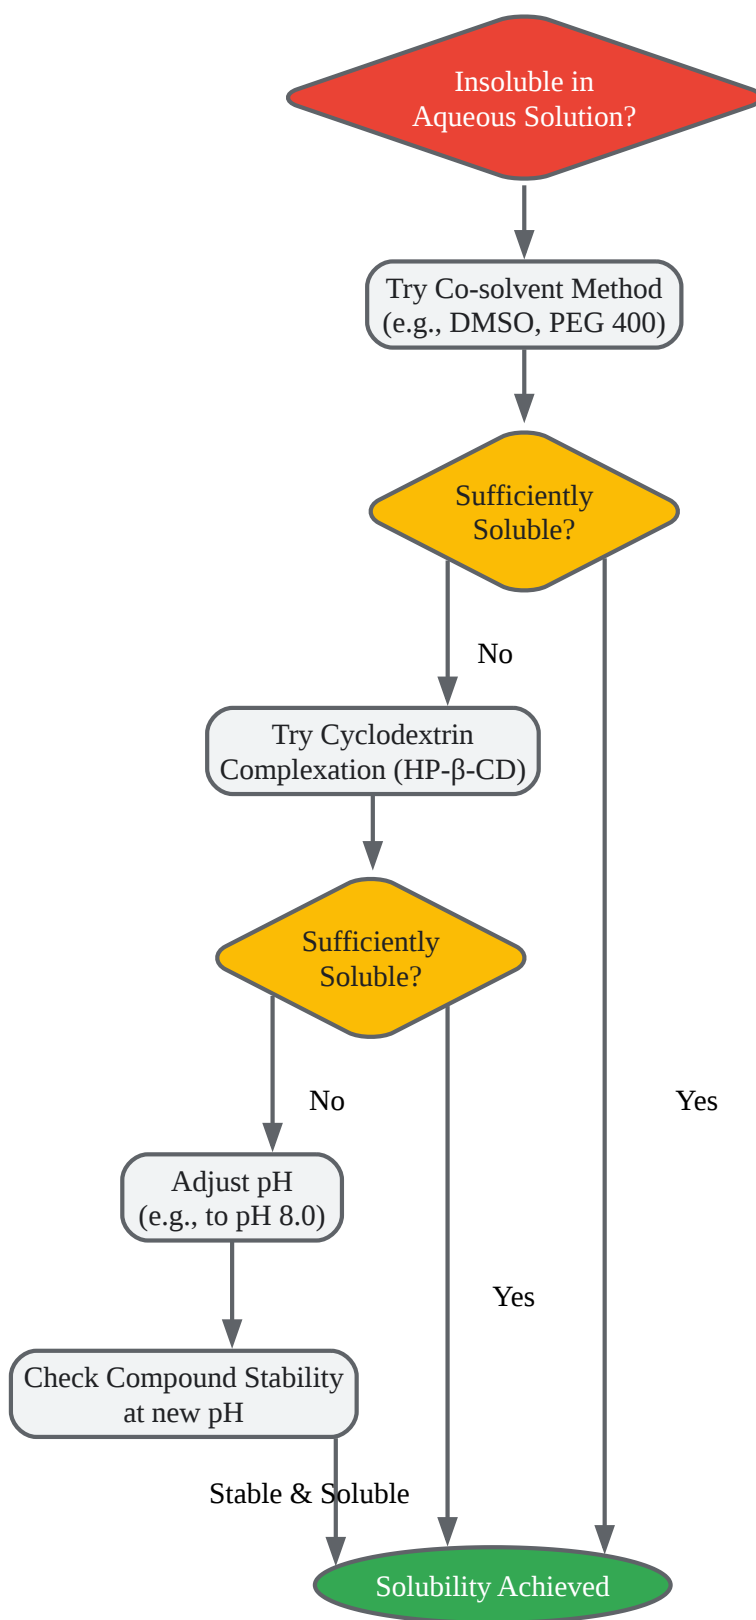 Insoluble in
Aqueous Solution?
Try Co-solvent Method
(e.g., DMSO, PEG 400)
Sufficiently
Soluble?
No
Try Cyclodextrin
Complexation (HP-β-CD)
Sufficiently
Soluble?
No
Yes
Adjust pH
(e.g., to pH 8.0)
Yes
Check Compound Stability
at new pH
Stable & Soluble
Solubility Achieved